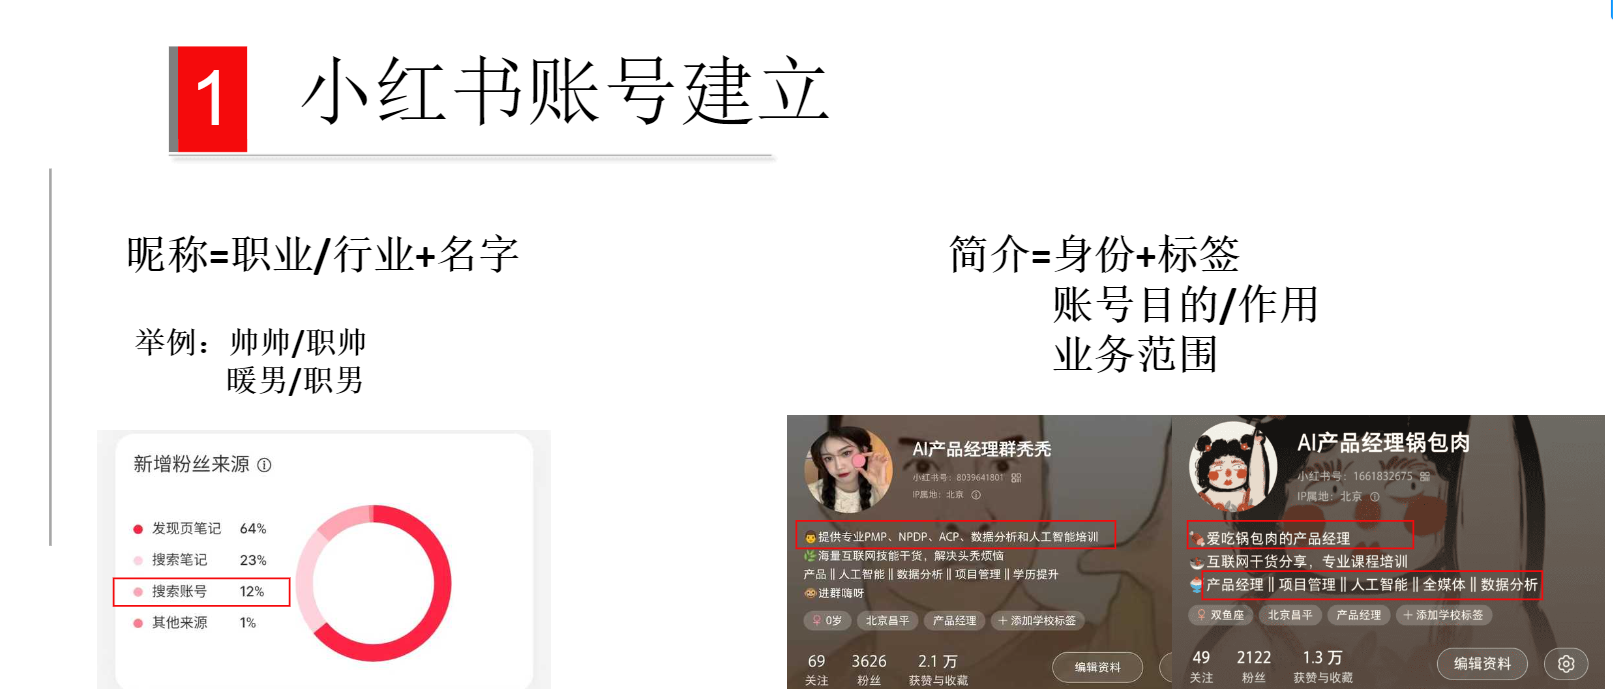 1
小红书账号建立
昵称=职业/行业+名字
举例：帅帅/职帅
暖男/职男
新增粉丝来源
发现页笔记 64%
搜索笔记 23%
搜索账号 12%
其他来源 1%
简介=身份+标签
账号目的/作用
业务范围
AI产品经理群秃秃
小红书号：8039641801
IP属地：北京
提供专业PMP、NPDP、ACP、数据分析和人工智能培训
海量互联网技能干货，解决头秃烦恼
产品 || 人工智能 || 数据分析 || 项目管理 || 学历提升
进群嗨呀
♀ 0岁 北京昌平 产品经理 + 添加学校标签
69 3626 2.1 万
关注 粉丝 获赞与收藏
编辑资料
AI产品经理锅包肉
小红书号：1661832675
IP属地：北京
爱吃锅包肉的产品经理
互联网干货分享，专业课程培训
产品经理 || 项目管理 || 人工智能 || 全媒体 || 数据分析
♀ 双鱼座 北京昌平 产品经理 + 添加学校标签
49 2122 1.3 万
关注 粉丝 获赞与收藏
编辑资料